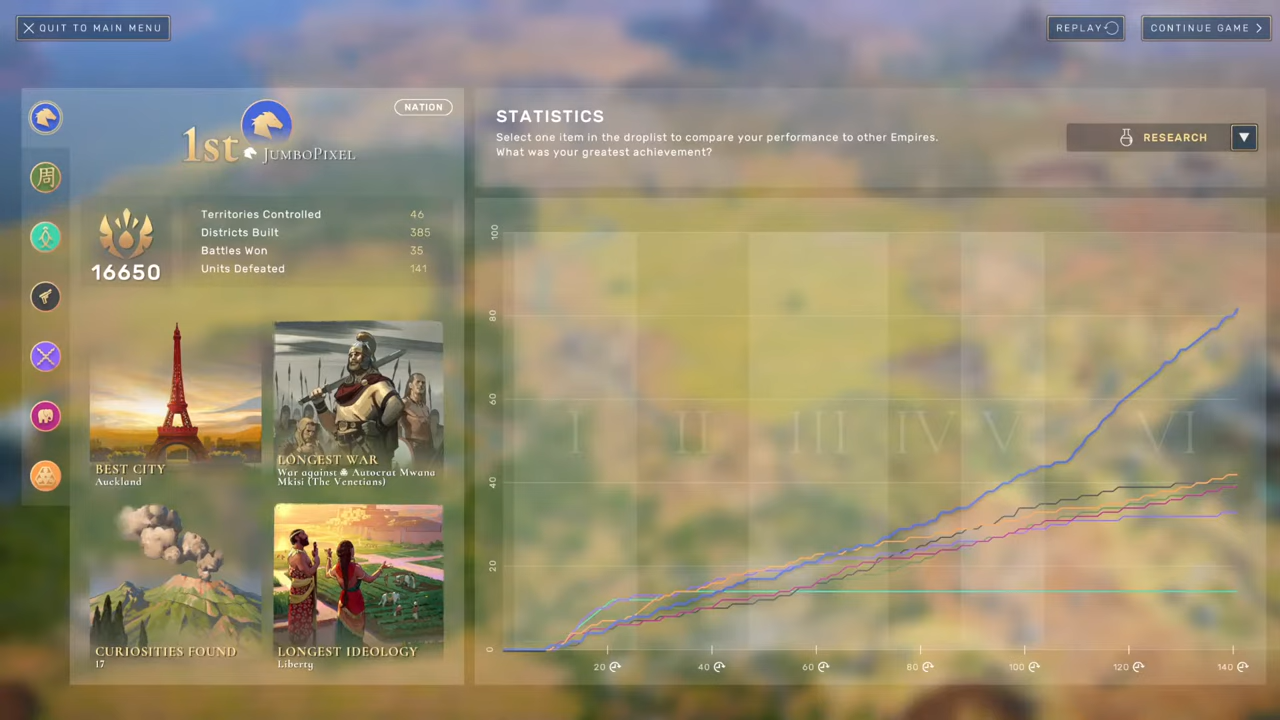 QUIT TO MAIN MENU
REPLAY
CONTINUE GAME
NATION
1st
JUMBOPIXEL
周
16650
Territories Controlled 46
Districts Built 385
Battles Won 35
Units Defeated 141
BEST CITY
Auckland
LONGEST WAR
War against Autocrat Mwana
Mkisi (The Venetians)
CURIOSITIES FOUND
17
LONGEST IDEOLOGY
Liberty
STATISTICS
Select one item in the droplist to compare your performance to other Empires.
What was your greatest achievement?
RESEARCH
100
80
60
40
20
0
I II III IV V VI
20 40 60 80 100 120 140